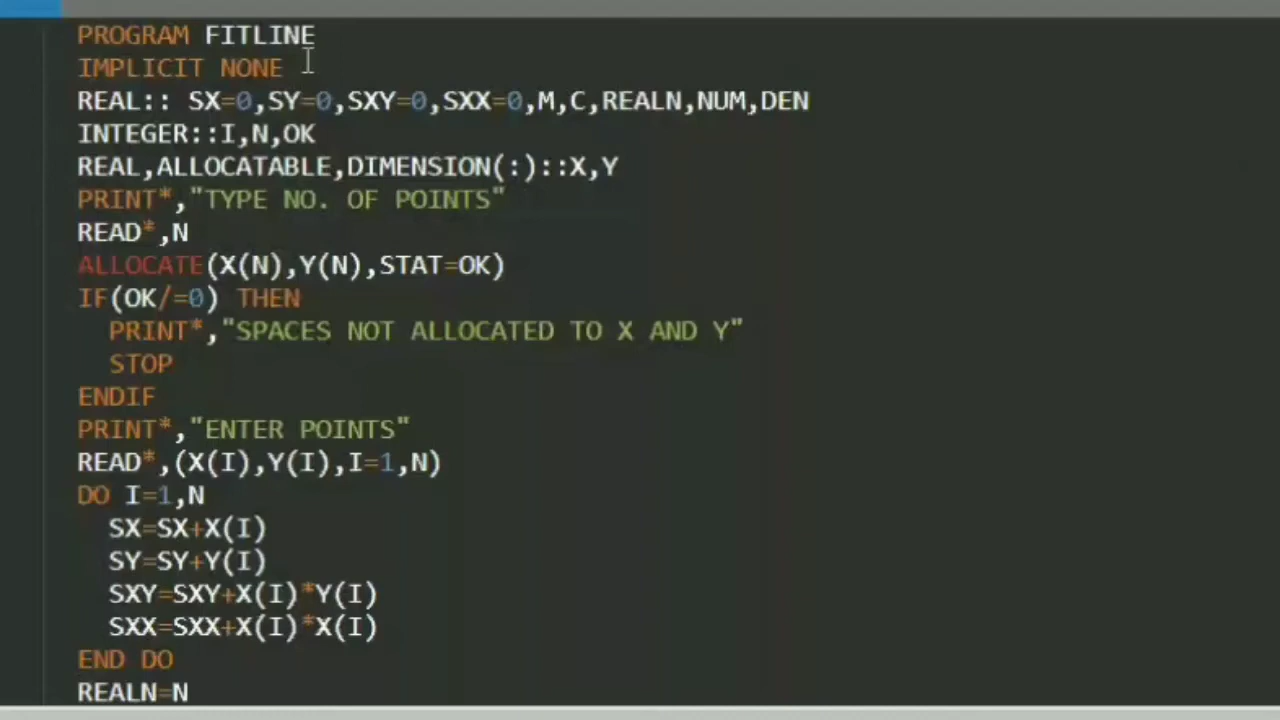 PROGRAM FITLINE
IMPLICIT NONE
REAL:: SX=0,SY=0,SXY=0,SXX=0,M,C,REALN,NUM,DEN
INTEGER::I,N,OK
REAL,ALLOCATABLE,DIMENSION(:)::X,Y
PRINT*,"TYPE NO. OF POINTS"
READ*,N
ALLOCATE(X(N),Y(N),STAT=OK)
IF(OK/=0) THEN
  PRINT*,"SPACES NOT ALLOCATED TO X AND Y"
  STOP
ENDIF
PRINT*,"ENTER POINTS"
READ*,(X(I),Y(I),I=1,N)
DO I=1,N
  SX=SX+X(I)
  SY=SY+Y(I)
  SXY=SXY+X(I)*Y(I)
  SXX=SXX+X(I)*X(I)
END DO
REALN=N